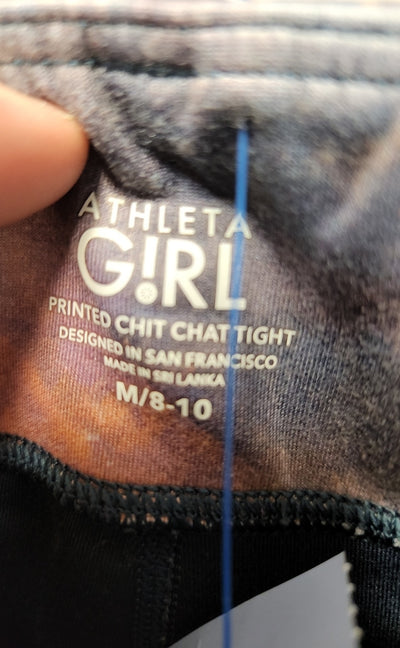 ATHLETA
G!RL
PRINTED CHIT CHAT TIGHT
DESIGNED IN SAN FRANCISCO
MADE IN SRI LANKA
M/8-10